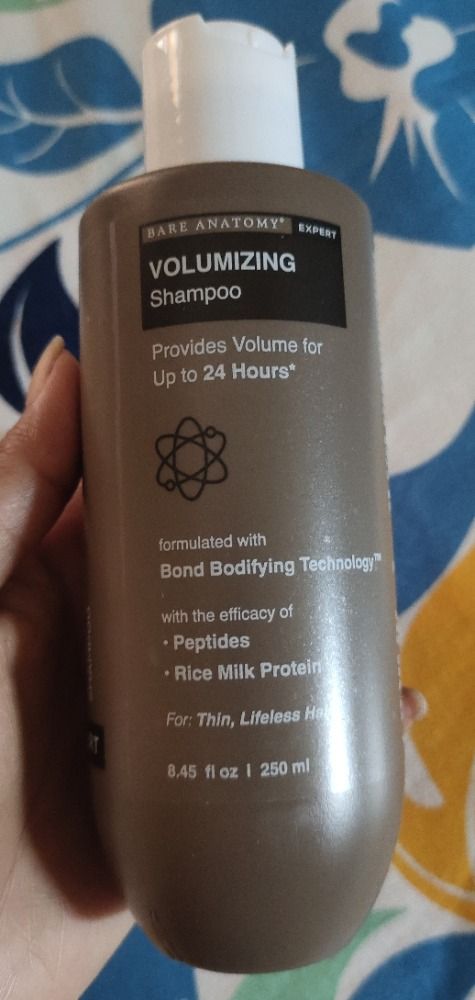 BARE ANATOMY® EXPERT
VOLUMIZING
Shampoo
Provides Volume for
Up to 24 Hours*
formulated with
Bond Bodifying Technology™
with the efficacy of
• Peptides
• Rice Milk Protein
For: Thin, Lifeless
8.45 fl oz | 250 ml